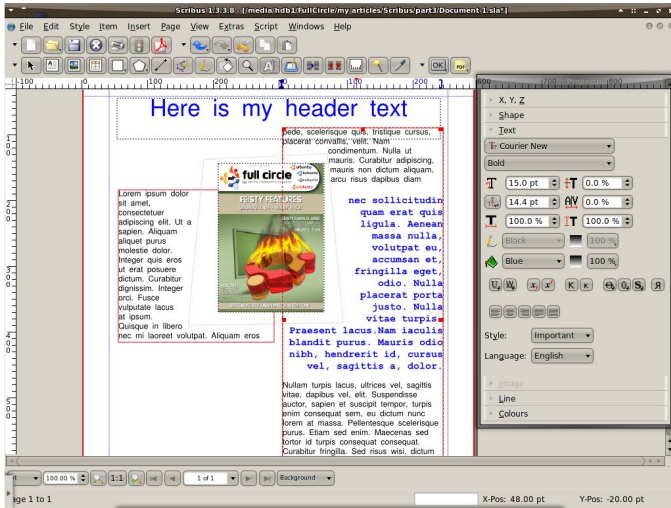 Scribus 1.3.3.8 - [/media/hdb1/FullCircle/my articles/Scribus/part3/Document-1.sla*]
File Edit Style Item Insert Page View Extras Script Windows Help
OK PDF
-100 0 100 200 600 700 Properties 800
X, Y, Z
Shape
Text
Courier New
Bold
15.0 pt 0.0 %
14.4 pt 0.0 %
100.0 % 100.0 %
Black 100 %
Blue 100 %
Style: Important
Language: English
Image
Line
Colours
Here is my header text
Lorem ipsum dolor
sit amet,
consectetuer
adipiscing elit. Ut a
sapien. Aliquam
aliquet purus
molestie dolor.
Integer quis eros
ut erat posuere
dictum. Curabitur
dignissim. Integer
orci. Fusce
vulputate lacus
at ipsum.
Quisque in libero
nec mi laoreet volutpat. Aliquam eros
full circle
FEISTY FEATURES
pede, scelerisque quis, tristique cursus,
placerat convallis, velit. Nam
condimentum. Nulla ut
mauris. Curabitur adipiscing,
mauris non dictum aliquam,
arcu risus dapibus diam
nec sollicitudin
quam erat quis
ligula. Aenean
massa nulla,
volutpat eu,
accumsan et,
fringilla eget,
odio. Nulla
placerat porta
justo. Nulla
vitae turpis.
Praesent lacus.Nam iaculis
blandit purus. Mauris odio
nibh, hendrerit id, cursus
vel, sagittis a, dolor.
Nullam turpis lacus, ultrices vel, sagittis
vitae, dapibus vel, elit. Suspendisse
auctor, sapien et suscipit tempor, turpis
enim consequat sem, eu dictum nunc
lorem at massa. Pellentesque scelerisque
purus. Etiam sed enim. Maecenas sed
tortor id turpis consequat consequat.
Curabitur fringilla. Sed risus wisi, dictum
100.00 % 1:1 1 of 1 Background
age 1 to 1
X-Pos: 48.00 pt Y-Pos: -20.00 pt